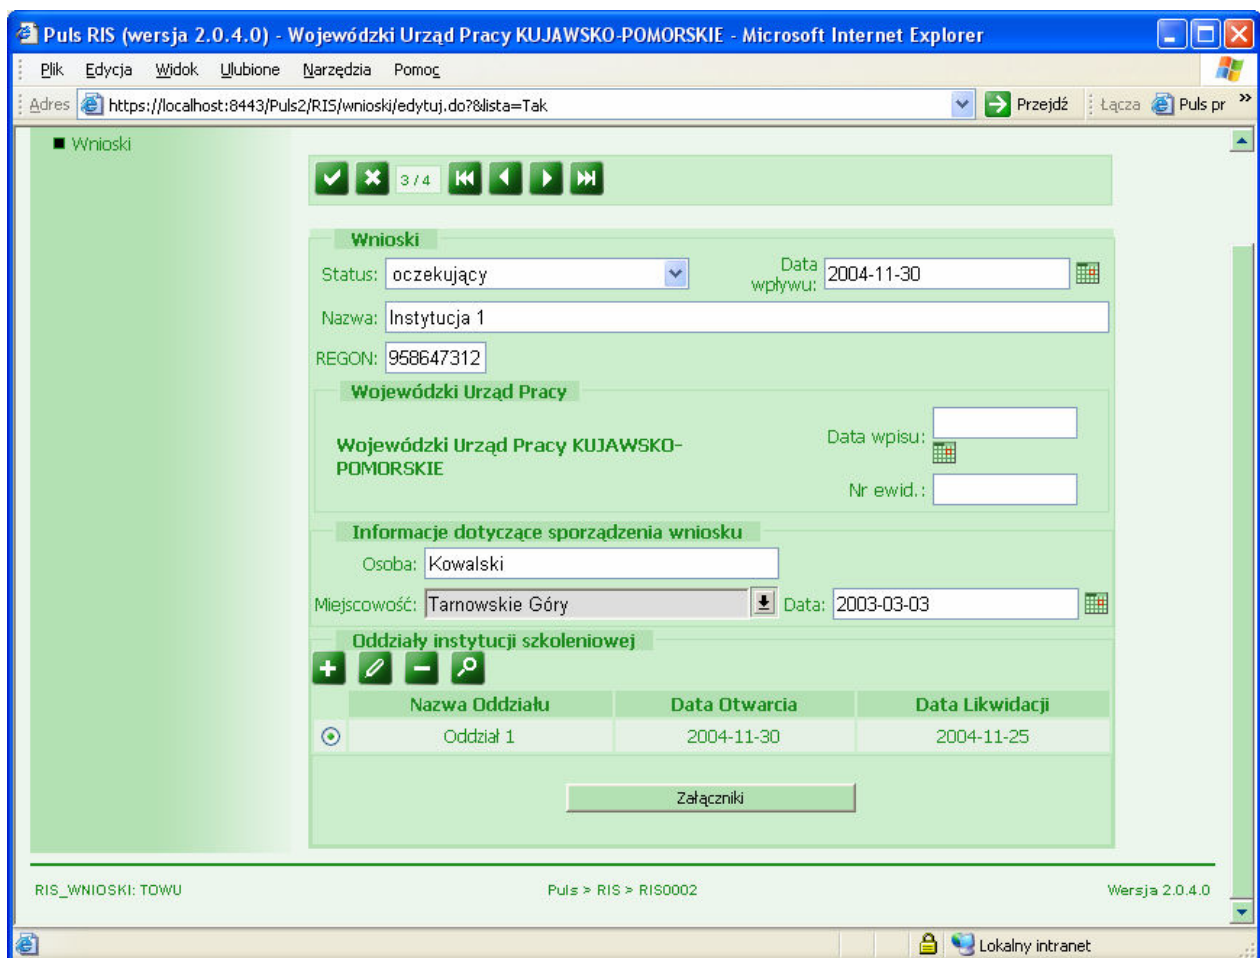 Puls RIS (wersja 2.0.4.0) - Wojewódzki Urząd Pracy KUJAWSKO-POMORSKIE - Microsoft Internet Explorer
Plik Edycja Widok Ulubione Narzędzia Pomoc
Adres https://localhost:8443/Puls2/RIS/wnioski/edytuj.do?&lista=Tak Przejdź Łącza Puls pr »
Wnioski
3 / 4
Wnioski
Status: oczekujący Data wpływu: 2004-11-30
Nazwa: Instytucja 1
REGON: 958647312
Wojewódzki Urząd Pracy
Wojewódzki Urząd Pracy KUJAWSKO-
POMORSKIE
Data wpisu:
Nr ewid.:
Informacje dotyczące sporządzenia wniosku
Osoba: Kowalski
Miejscowość: Tarnowskie Góry Data: 2003-03-03
Oddziały instytucji szkoleniowej
Nazwa Oddziału Data Otwarcia Data Likwidacji
Oddział 1 2004-11-30 2004-11-25
Załączniki
RIS_WNIOSKI: TOWU Puls > RIS > RIS0002 Wersja 2.0.4.0
Lokalny intranet